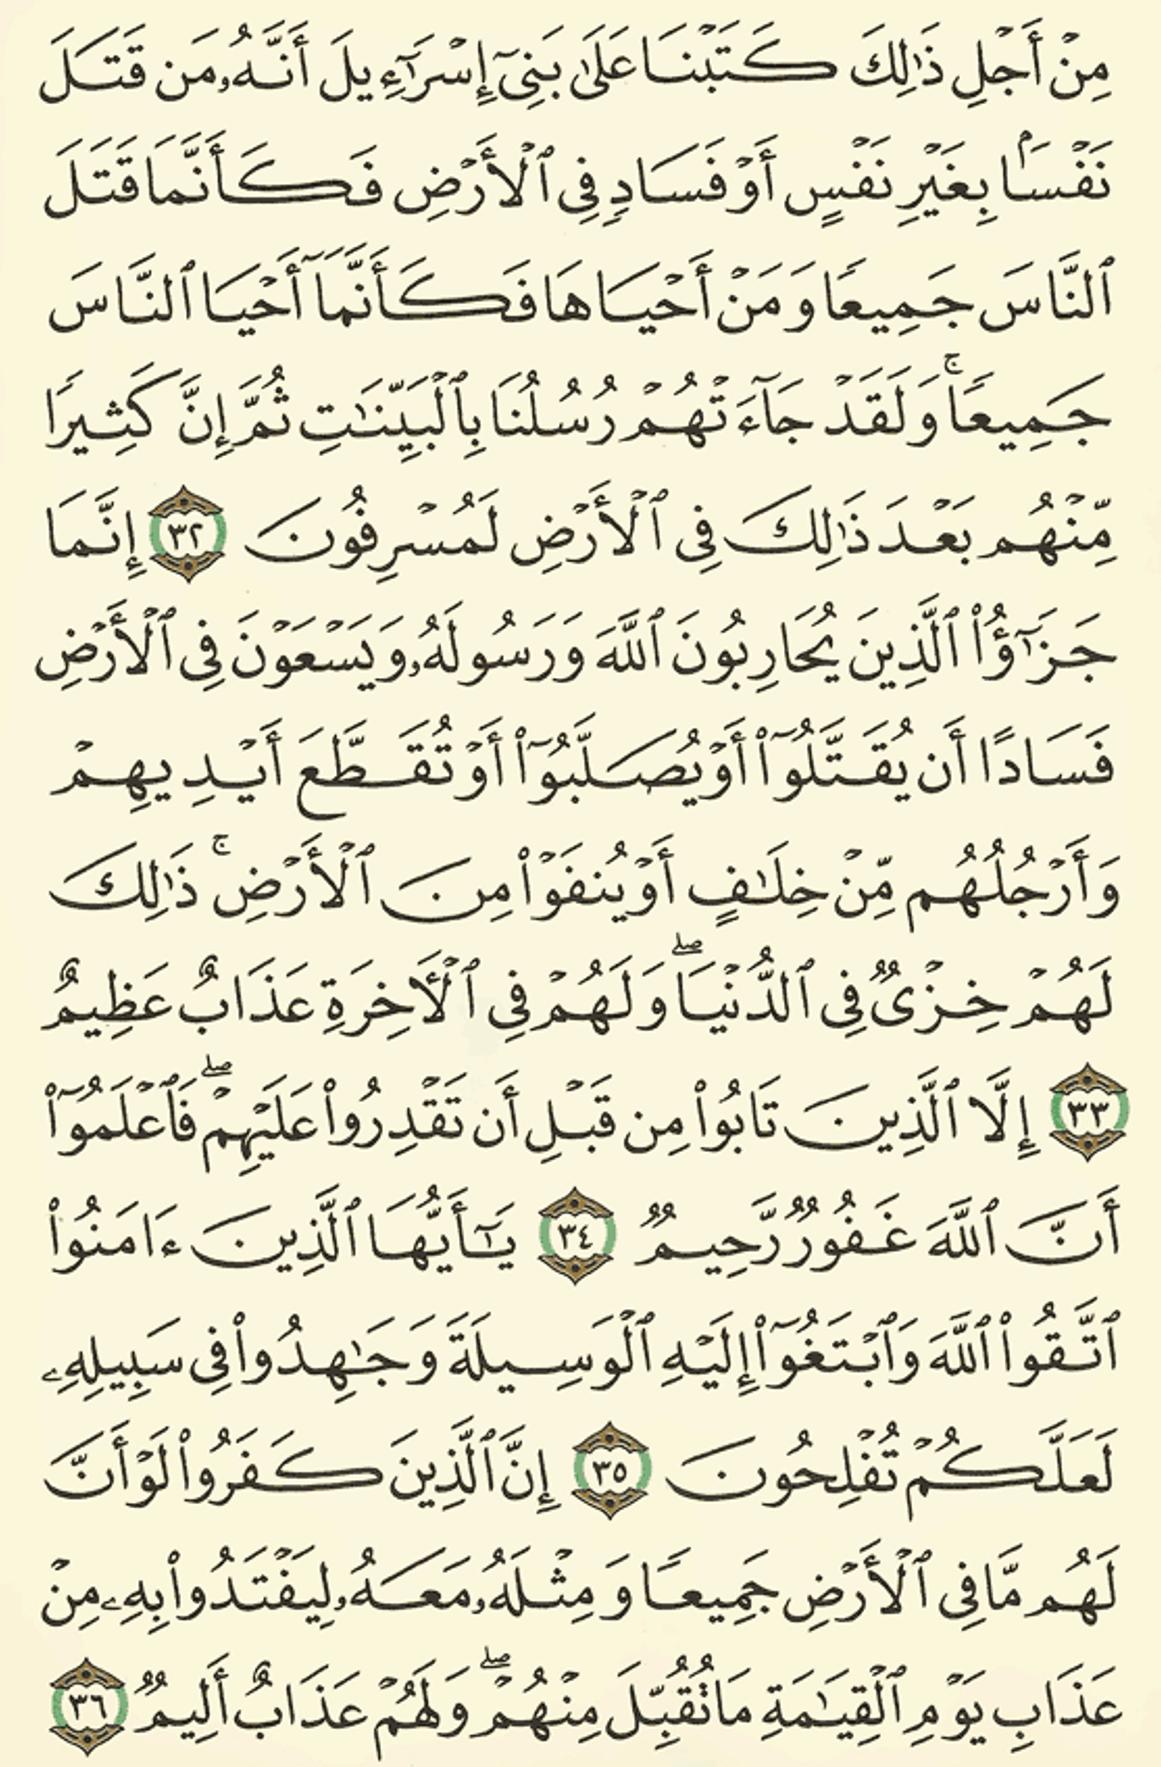 مِنْ أَجْلِ ذَٰلِكَ كَتَبْنَا عَلَىٰ بَنِىٓ إِسْرَٰٓءِيلَ أَنَّهُۥ مَن قَتَلَ
نَفْسًۢا بِغَيْرِ نَفْسٍ أَوْ فَسَادٍ فِى ٱلْأَرْضِ فَكَأَنَّمَا قَتَلَ
ٱلنَّاسَ جَمِيعًا وَمَنْ أَحْيَاهَا فَكَأَنَّمَآ أَحْيَا ٱلنَّاسَ
جَمِيعًا ۚ وَلَقَدْ جَآءَتْهُمْ رُسُلُنَا بِٱلْبَيِّنَٰتِ ثُمَّ إِنَّ كَثِيرًا
مِّنْهُم بَعْدَ ذَٰلِكَ فِى ٱلْأَرْضِ لَمُسْرِفُونَ ٣٢ إِنَّمَا
جَزَٰٓؤُا۟ ٱلَّذِينَ يُحَارِبُونَ ٱللَّهَ وَرَسُولَهُۥ وَيَسْعَوْنَ فِى ٱلْأَرْضِ
فَسَادًا أَن يُقَتَّلُوٓا۟ أَوْ يُصَلَّبُوٓا۟ أَوْ تُقَطَّعَ أَيْدِيهِمْ
وَأَرْجُلُهُم مِّنْ خِلَٰفٍ أَوْ يُنفَوْا۟ مِنَ ٱلْأَرْضِ ۚ ذَٰلِكَ
لَهُمْ خِزْىٌ فِى ٱلدُّنْيَا ۖ وَلَهُمْ فِى ٱلْأَخِرَةِ عَذَابٌ عَظِيمٌ
٣٣ إِلَّا ٱلَّذِينَ تَابُوا۟ مِن قَبْلِ أَن تَقْدِرُوا۟ عَلَيْهِمْ ۖ فَٱعْلَمُوٓا۟
أَنَّ ٱللَّهَ غَفُورٌ رَّحِيمٌ ٣٤ يَٰٓأَيُّهَا ٱلَّذِينَ ءَامَنُوا۟
ٱتَّقُوا۟ ٱللَّهَ وَٱبْتَغُوٓا۟ إِلَيْهِ ٱلْوَسِيلَةَ وَجَٰهِدُوا۟ فِى سَبِيلِهِۦ
لَعَلَّكُمْ تُفْلِحُونَ ٣٥ إِنَّ ٱلَّذِينَ كَفَرُوا۟ لَوْ أَنَّ
لَهُم مَّا فِى ٱلْأَرْضِ جَمِيعًا وَمِثْلَهُۥ مَعَهُۥ لِيَفْتَدُوا۟ بِهِۦ مِنْ
عَذَابِ يَوْمِ ٱلْقِيَٰمَةِ مَا تُقُبِّلَ مِنْهُمْ ۖ وَلَهُمْ عَذَابٌ أَلِيمٌ ٣٦